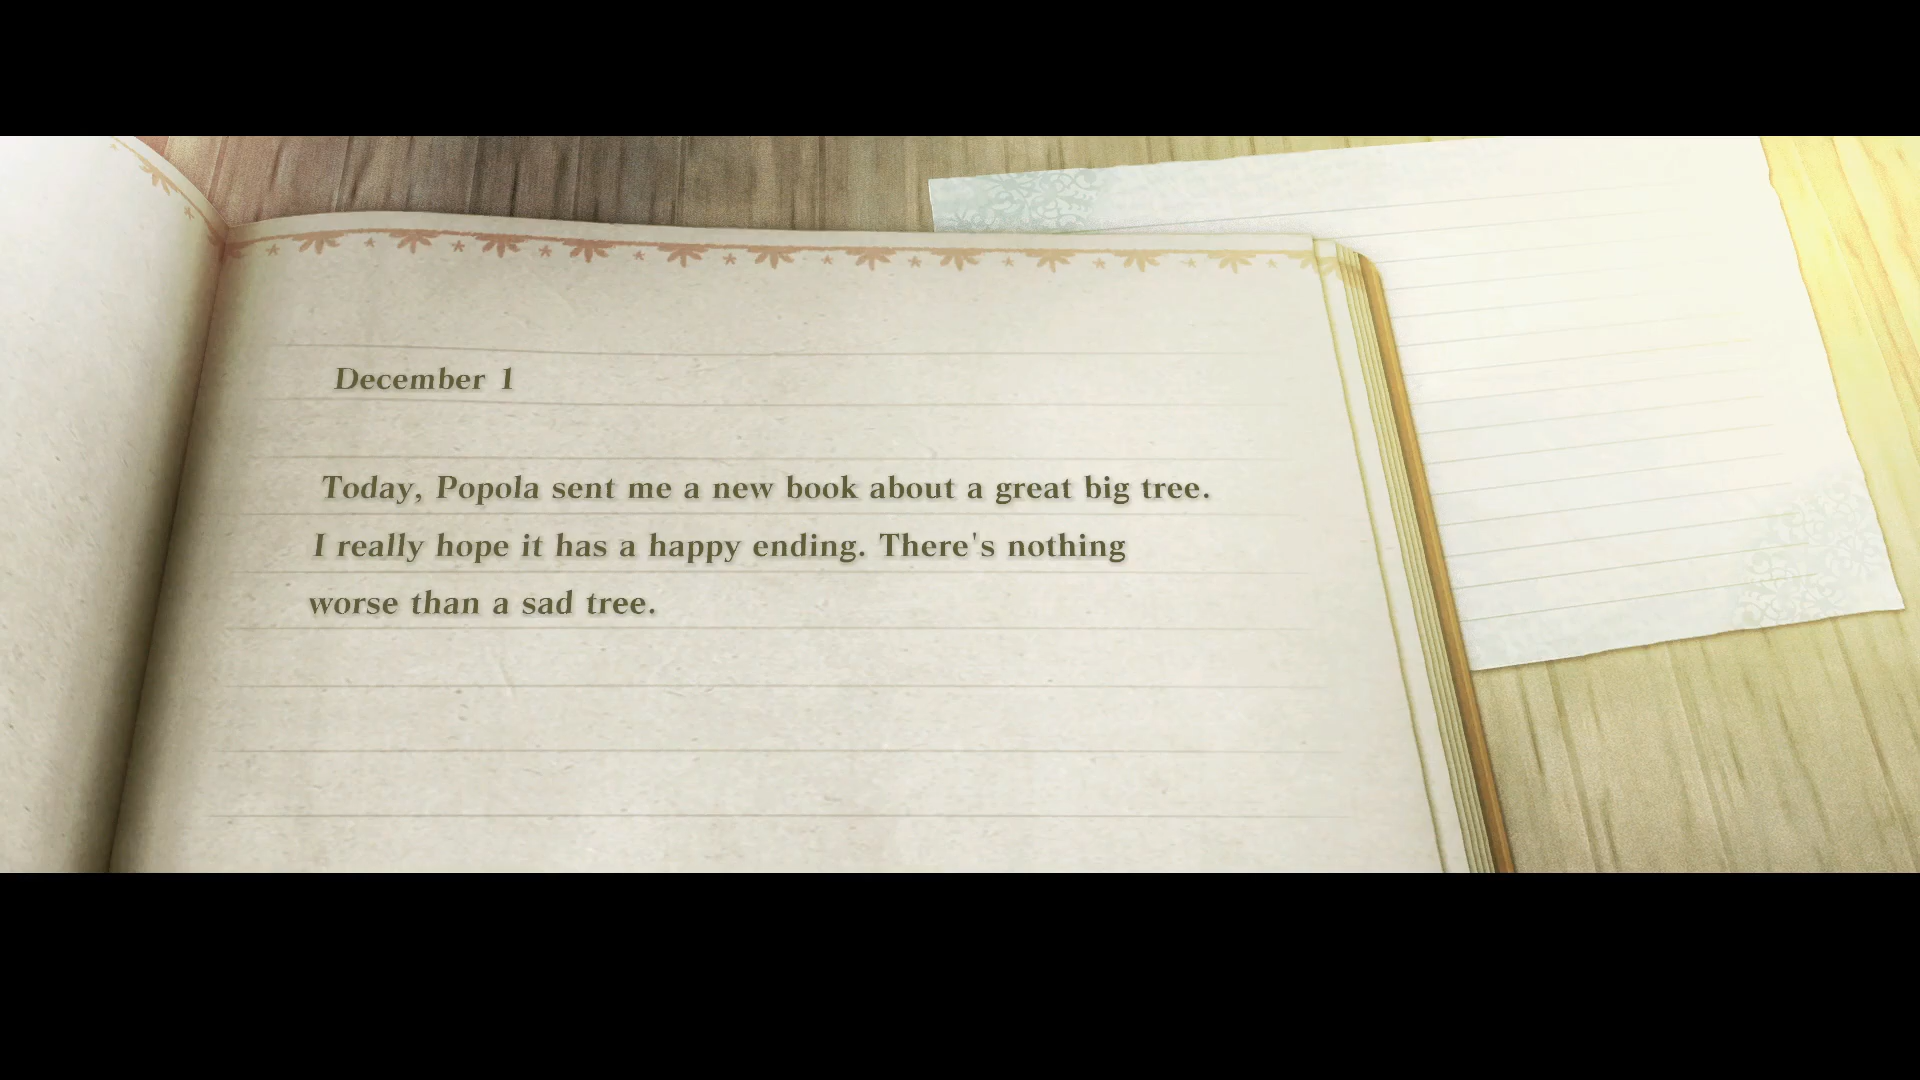 December 1
Today, Popola sent me a new book about a great big tree.
I really hope it has a happy ending. There's nothing
worse than a sad tree.